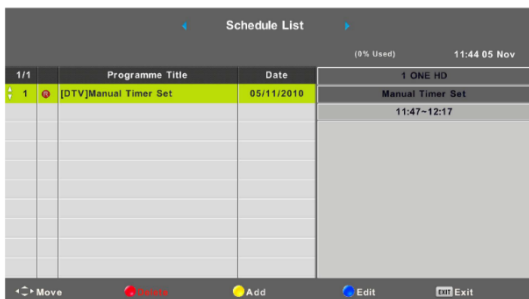 Schedule List
(0% Used) 11:44 05 Nov
1/1 Programme Title Date 1 ONE HD
1 R [DTV]Manual Timer Set 05/11/2010 Manual Timer Set
11:47~12:17
Move Delete Add Edit EXIT Exit